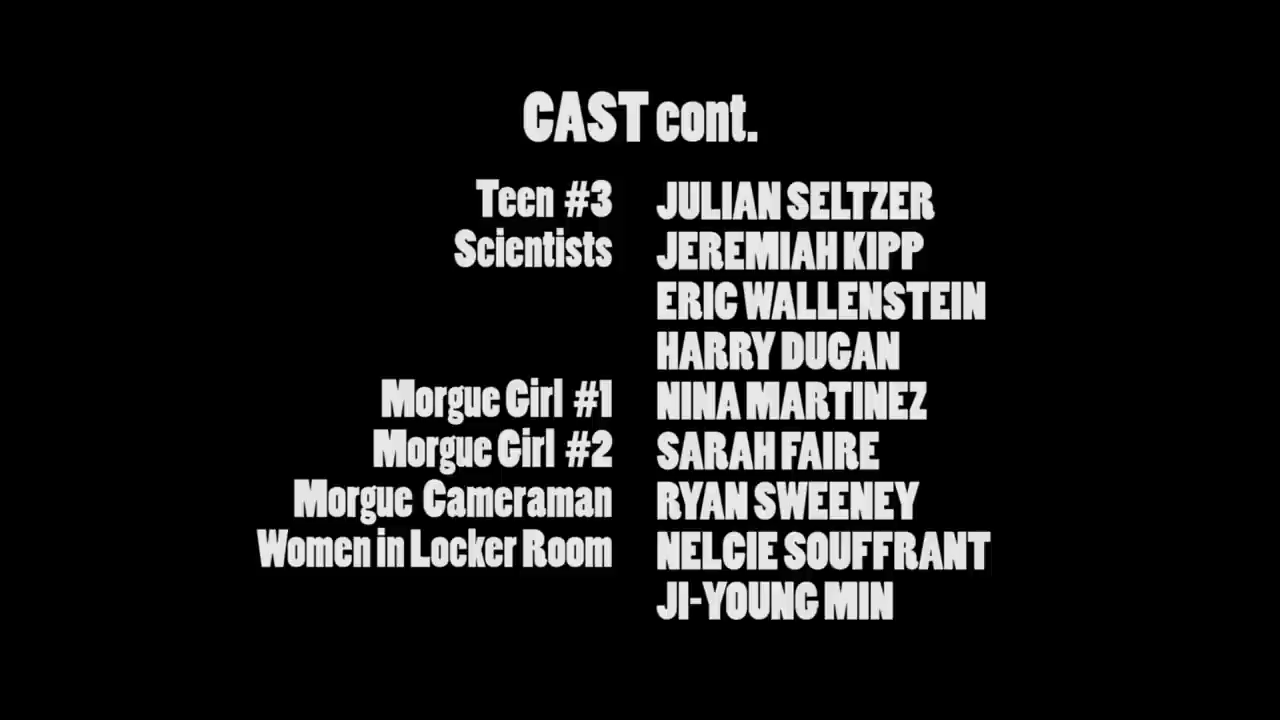 CAST cont.
Teen #3 JULIAN SELTZER
Scientists JEREMIAH KIPP
ERIC WALLENSTEIN
HARRY DUGAN
Morgue Girl #1 NINA MARTINEZ
Morgue Girl #2 SARAH FAIRE
Morgue Cameraman RYAN SWEENEY
Women in Locker Room NELCIE SOUFFRANT
JI-YOUNG MIN